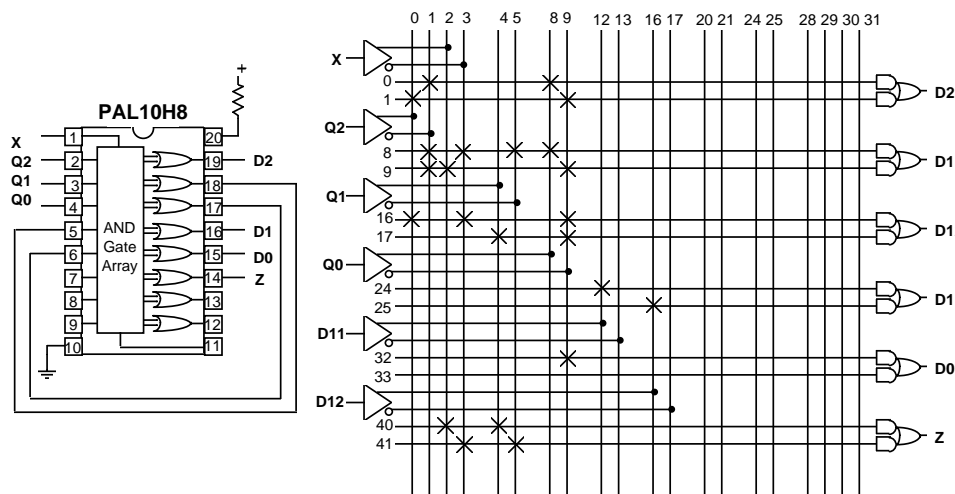 0 1 2 3 4 5 8 9 12 13 16 17 20 21 24 25 28 29 30 31
X
0
1
D2
Q2
8
9
D1
Q1
16
17
D1
Q0
24
25
D1
D11
32
33
D0
D12
40
41
Z
+
PAL10H8
X
1
20
Q2
2
19
D2
Q1
3
18
Q0
4
17
5
AND
16
D1
6
Gate
15
D0
7
Array
14
Z
8
13
9
12
10
11